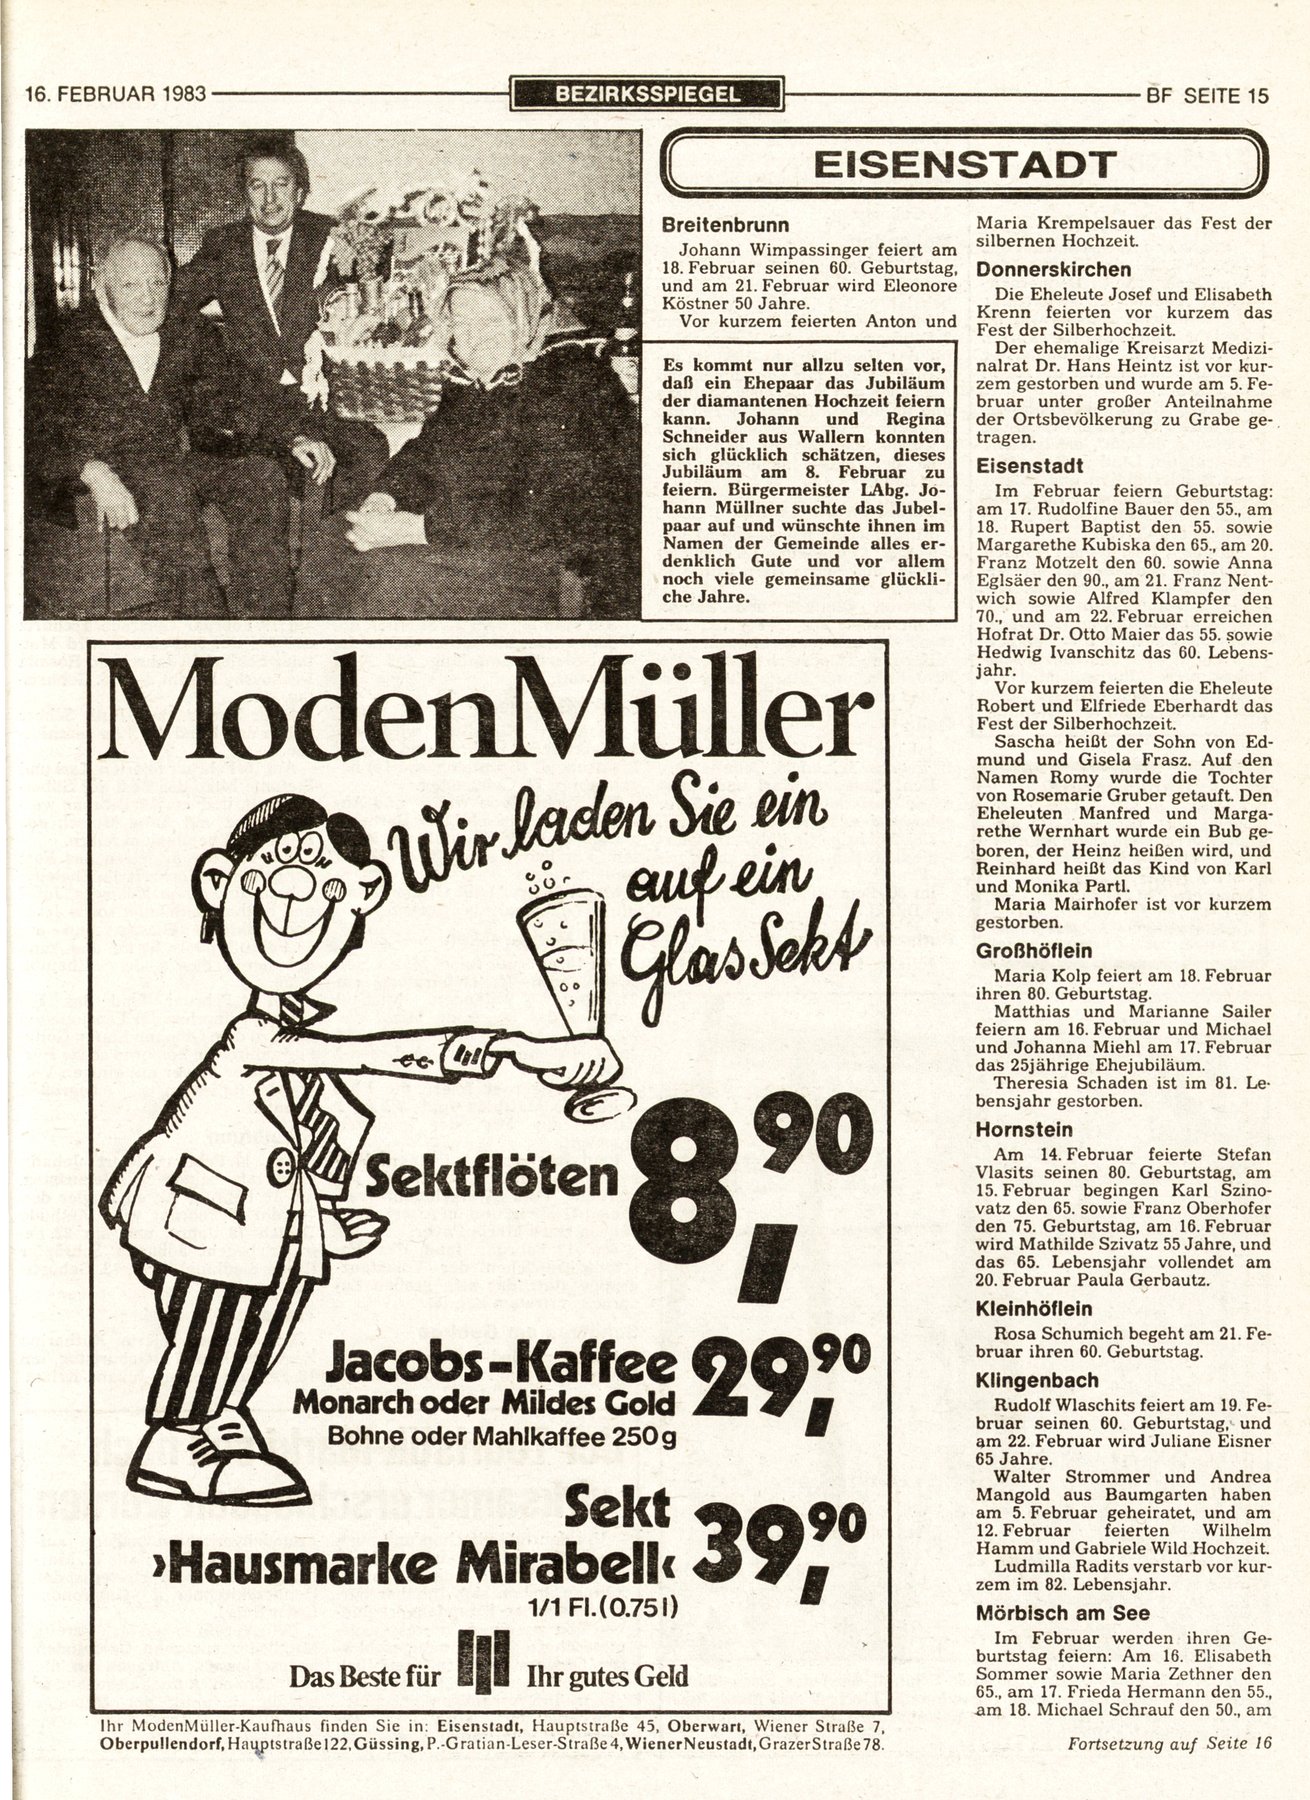 16. FEBRUAR 1983
BEZIRKSSPIEGEL
BF SEITE 15
EISENSTADT
Breitenbrunn
Johann Wimpassinger feiert am
18. Februar seinen 60. Geburtstag,
und am 21. Februar wird Eleonore
Köstner 50 Jahre.
Vor kurzem feierten Anton und
Es kommt nur allzu selten vor,
daß ein Ehepaar das Jubiläum
der diamantenen Hochzeit feiern
kann. Johann und Regina
Schneider aus Wallern konnten
sich glücklich schätzen, dieses
Jubiläum am 8. Februar zu
feiern. Bürgermeister LAbg. Jo-
hann Müllner suchte das Jubel-
paar auf und wünschte ihnen im
Namen der Gemeinde alles er-
denklich Gute und vor allem
noch viele gemeinsame glückli-
che Jahre.
Maria Krempelsauer das Fest der
silbernen Hochzeit.
Donnerskirchen
Die Eheleute Josef und Elisabeth
Krenn feierten vor kurzem das
Fest der Silberhochzeit.
Der ehemalige Kreisarzt Medizi-
nalrat Dr. Hans Heintz ist vor kur-
zem gestorben und wurde am 5. Fe-
bruar unter großer Anteilnahme
der Ortsbevölkerung zu Grabe ge-
tragen.
Eisenstadt
Im Februar feiern Geburtstag:
am 17. Rudolfine Bauer den 55., am
18. Rupert Baptist den 55. sowie
Margarethe Kubiska den 65., am 20.
Franz Motzelt den 60. sowie Anna
Eglsäer den 90., am 21. Franz Nent-
wich sowie Alfred Klampfer den
70., und am 22. Februar erreichen
Hofrat Dr. Otto Maier das 55. sowie
Hedwig Ivanschitz das 60. Lebens-
jahr.
Vor kurzem feierten die Eheleute
Robert und Elfriede Eberhardt das
Fest der Silberhochzeit.
Sascha heißt der Sohn von Ed-
mund und Gisela Frasz. Auf den
Namen Romy wurde die Tochter
von Rosemarie Gruber getauft. Den
Eheleuten Manfred und Marga-
rethe Wernhart wurde ein Bub ge-
boren, der Heinz heißen wird, und
Reinhard heißt das Kind von Karl
und Monika Partl.
Maria Mairhofer ist vor kurzem
gestorben.
Großhöflein
Maria Kolp feiert am 18. Februar
ihren 80. Geburtstag.
Matthias und Marianne Sailer
feiern am 16. Februar und Michael
und Johanna Miehl am 17. Februar
das 25jährige Ehejubiläum.
Theresia Schaden ist im 81. Le-
bensjahr gestorben.
Hornstein
Am 14. Februar feierte Stefan
Vlasits seinen 80. Geburtstag, am
15. Februar begingen Karl Szino-
vatz den 65. sowie Franz Oberhofer
den 75. Geburtstag, am 16. Februar
wird Mathilde Szivatz 55 Jahre, und
das 65. Lebensjahr vollendet am
20. Februar Paula Gerbautz.
Kleinhöflein
Rosa Schumich begeht am 21. Fe-
bruar ihren 60. Geburtstag.
Klingenbach
Rudolf Wlaschits feiert am 19. Fe-
bruar seinen 60. Geburtstag, und
am 22. Februar wird Juliane Eisner
65 Jahre.
Walter Strommer und Andrea
Mangold aus Baumgarten haben
am 5. Februar geheiratet, und am
12. Februar feierten Wilhelm
Hamm und Gabriele Wild Hochzeit.
Ludmilla Radits verstarb vor kur-
zem im 82. Lebensjahr.
Mörbisch am See
Im Februar werden ihren Ge-
burtstag feiern: Am 16. Elisabeth
Sommer sowie Maria Zethner den
65., am 17. Frieda Hermann den 55.,
am 18. Michael Schrauf den 50., am
Fortsetzung auf Seite 16
ModenMüller
Wir laden Sie ein
auf ein
Glas Sekt
Sektflöten 8,90
Jacobs-Kaffee 29,90
Monarch oder Mildes Gold
Bohne oder Mahlkaffee 250g
Sekt
›Hausmarke Mirabell‹ 39,90
1/1 Fl.(0.75l)
Das Beste für Ihr gutes Geld
Ihr ModenMüller-Kaufhaus finden Sie in: Eisenstadt, Hauptstraße 45, Oberwart, Wiener Straße 7,
Oberpullendorf, Hauptstraße 122, Güssing, P.-Gratian-Leser-Straße 4, Wiener Neustadt, Grazer Straße 78.